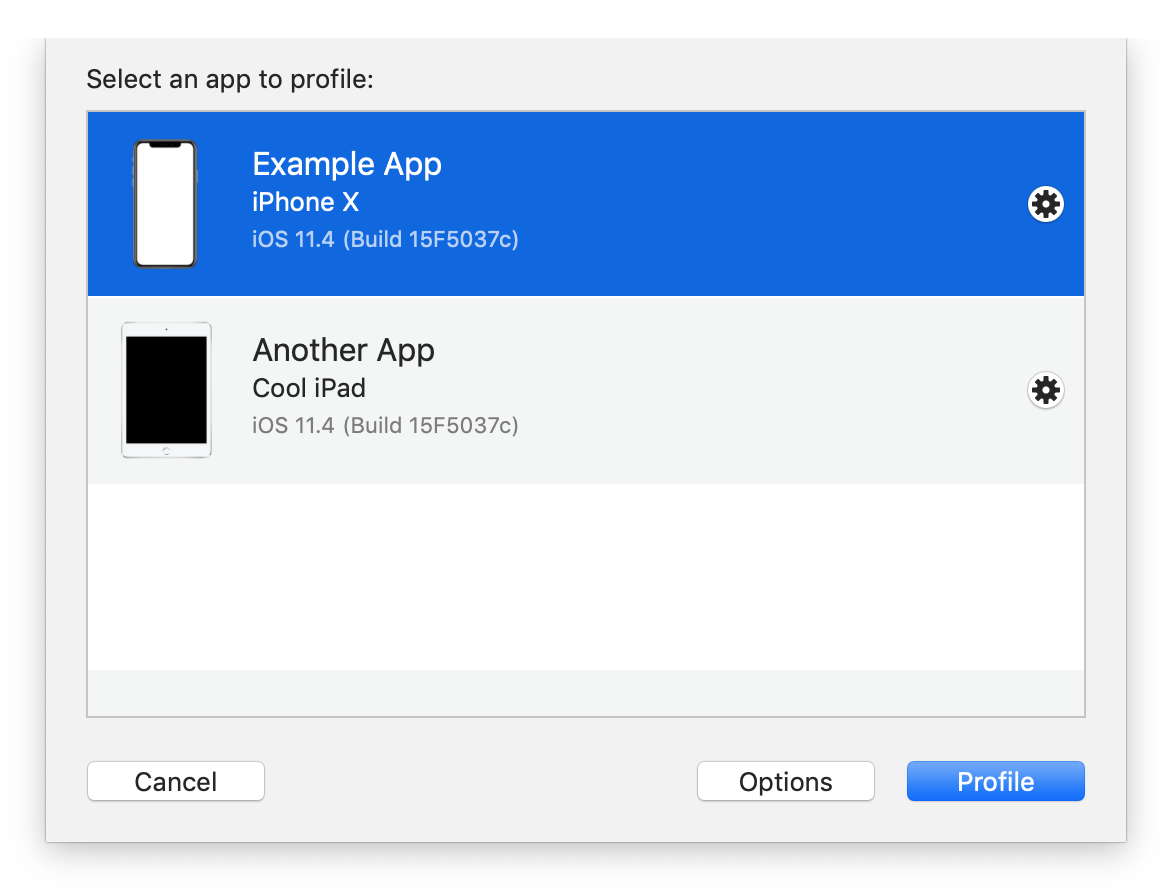 Select an app to profile:
Example App
iPhone X
iOS 11.4 (Build 15F5037c)
Another App
Cool iPad
iOS 11.4 (Build 15F5037c)
Cancel
Options
Profile